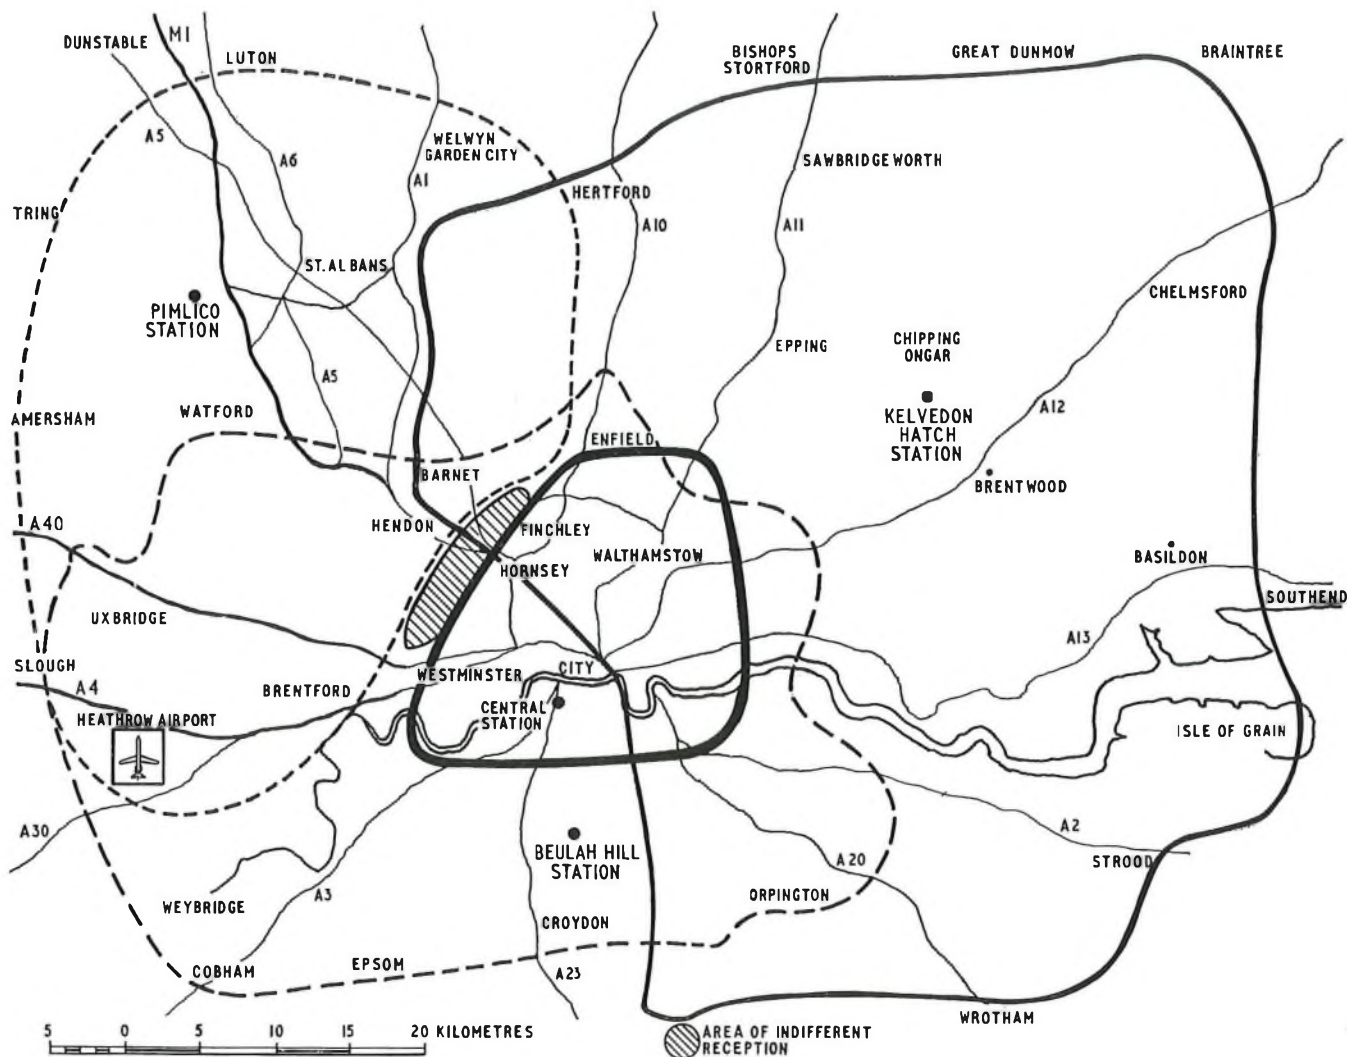 M1
DUNSTABLE
LUTON
BISHOPS
STORTFORD
GREAT DUNMOW
BRAINTREE
A5
A6
A1
WELWYN
GARDEN CITY
SAWBRIDGEWORTH
HERTFORD
TRING
A10
A11
ST. ALBANS
CHELMSFORD
PIMLICO
STATION
EPPING
CHIPPING
ONGAR
A5
AMERSHAM
WATFORD
A12
KELVEDON
HATCH
STATION
ENFIELD
BARNET
BRENTWOOD
A40
HENDON
FINCHLEY
WALTHAMSTOW
BASILDON
HORNSEY
SOUTHEND
UXBRIDGE
A13
SLOUGH
A4
WESTMINSTER
CITY
BRENTFORD
CENTRAL
STATION
HEATHROW AIRPORT
ISLE OF GRAIN
A30
A2
BEULAH HILL
STATION
A20
STROOD
A3
WEYBRIDGE
ORPINGTON
CROYDON
COBHAM
EPSOM
A23
WROTHAM
5 0 5 10 15 20 KILOMETRES
AREA OF INDIFFERENT
RECEPTION